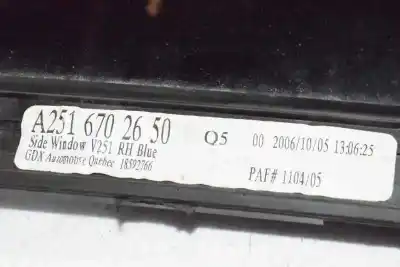 A251 670 26 50 Q5 00 2006/10/05 13:06:25
Side Window V251 RH Blue
GDX Automotive Quebec 18592766
PAF# 1104/05